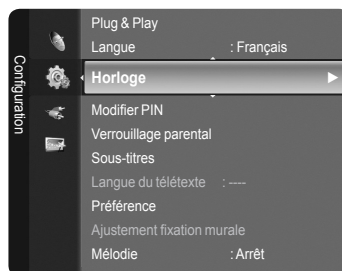 Configuration
Plug & Play
Langue : Français
Horloge
Modifier PIN
Verrouillage parental
Sous-titres
Langue du télétexte : ----
Préférence
Ajustement fixation murale
Mélodie : Arrêt